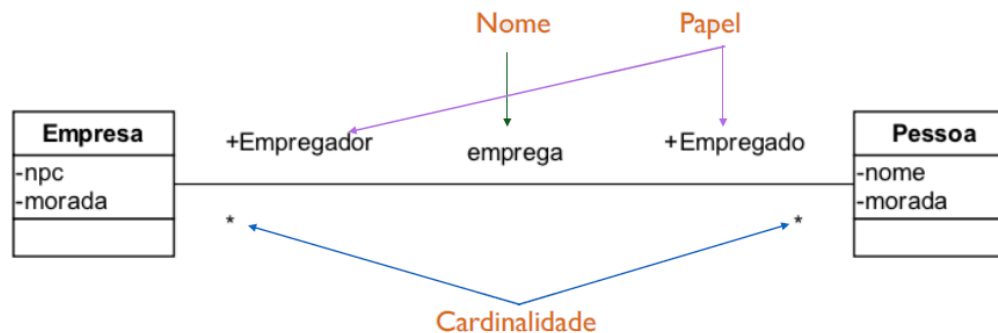 Nome
Papel
Empresa
-npc
-morada
+Empregador
emprega
+Empregado
*
*
Pessoa
-nome
-morada
Cardinalidade